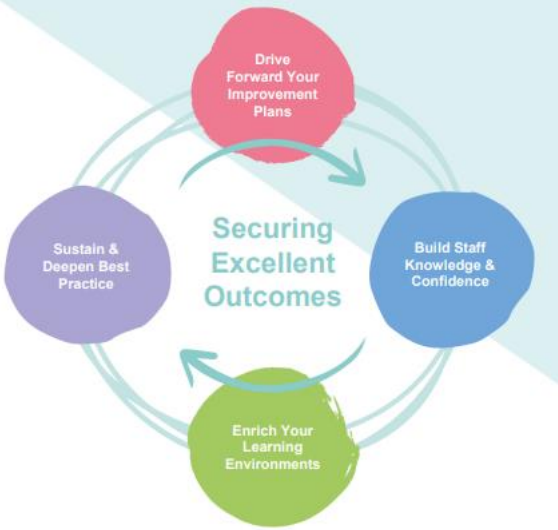 Drive
Forward Your
Improvement
Plans
Securing
Excellent
Outcomes
Build Staff
Knowledge &
Confidence
Sustain &
Deepen Best
Practice
Enrich Your
Learning
Environments